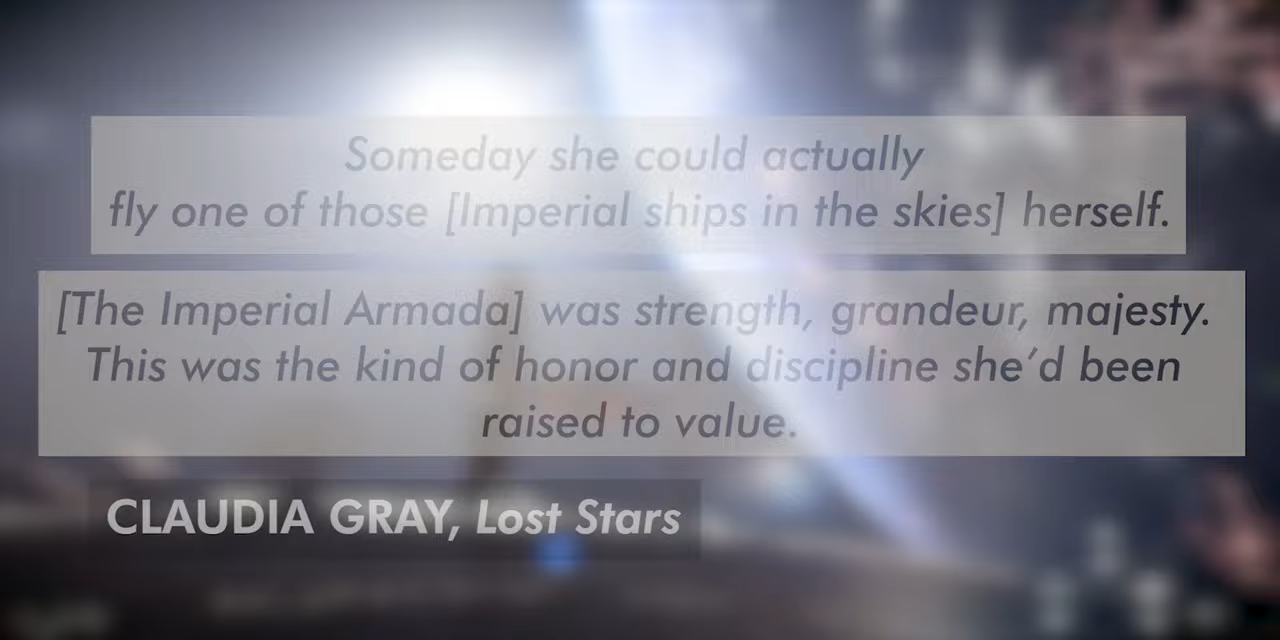 Someday she could actually
fly one of those [Imperial ships in the skies] herself.
[The Imperial Armada] was strength, grandeur, majesty.
This was the kind of honor and discipline she’d been
raised to value.
CLAUDIA GRAY, Lost Stars